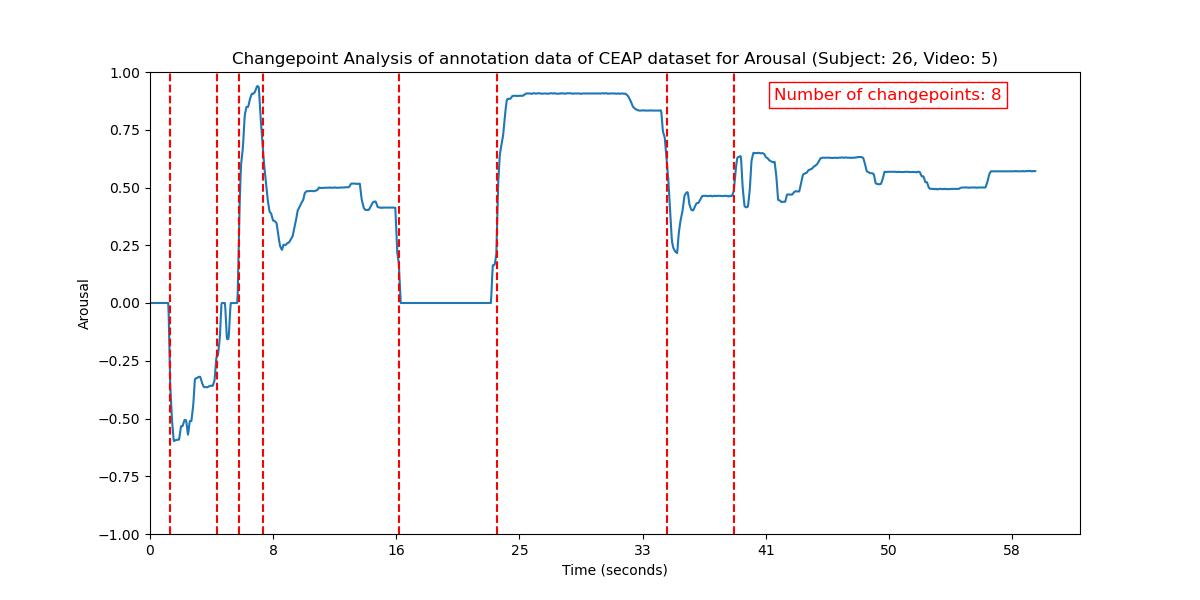 Changepoint Analysis of annotation data of CEAP dataset for Arousal (Subject: 26, Video: 5)
Number of changepoints: 8
1.00
0.75
0.50
0.25
0.00
−0.25
−0.50
−0.75
−1.00
Arousal
0 8 16 25 33 41 50 58
Time (seconds)